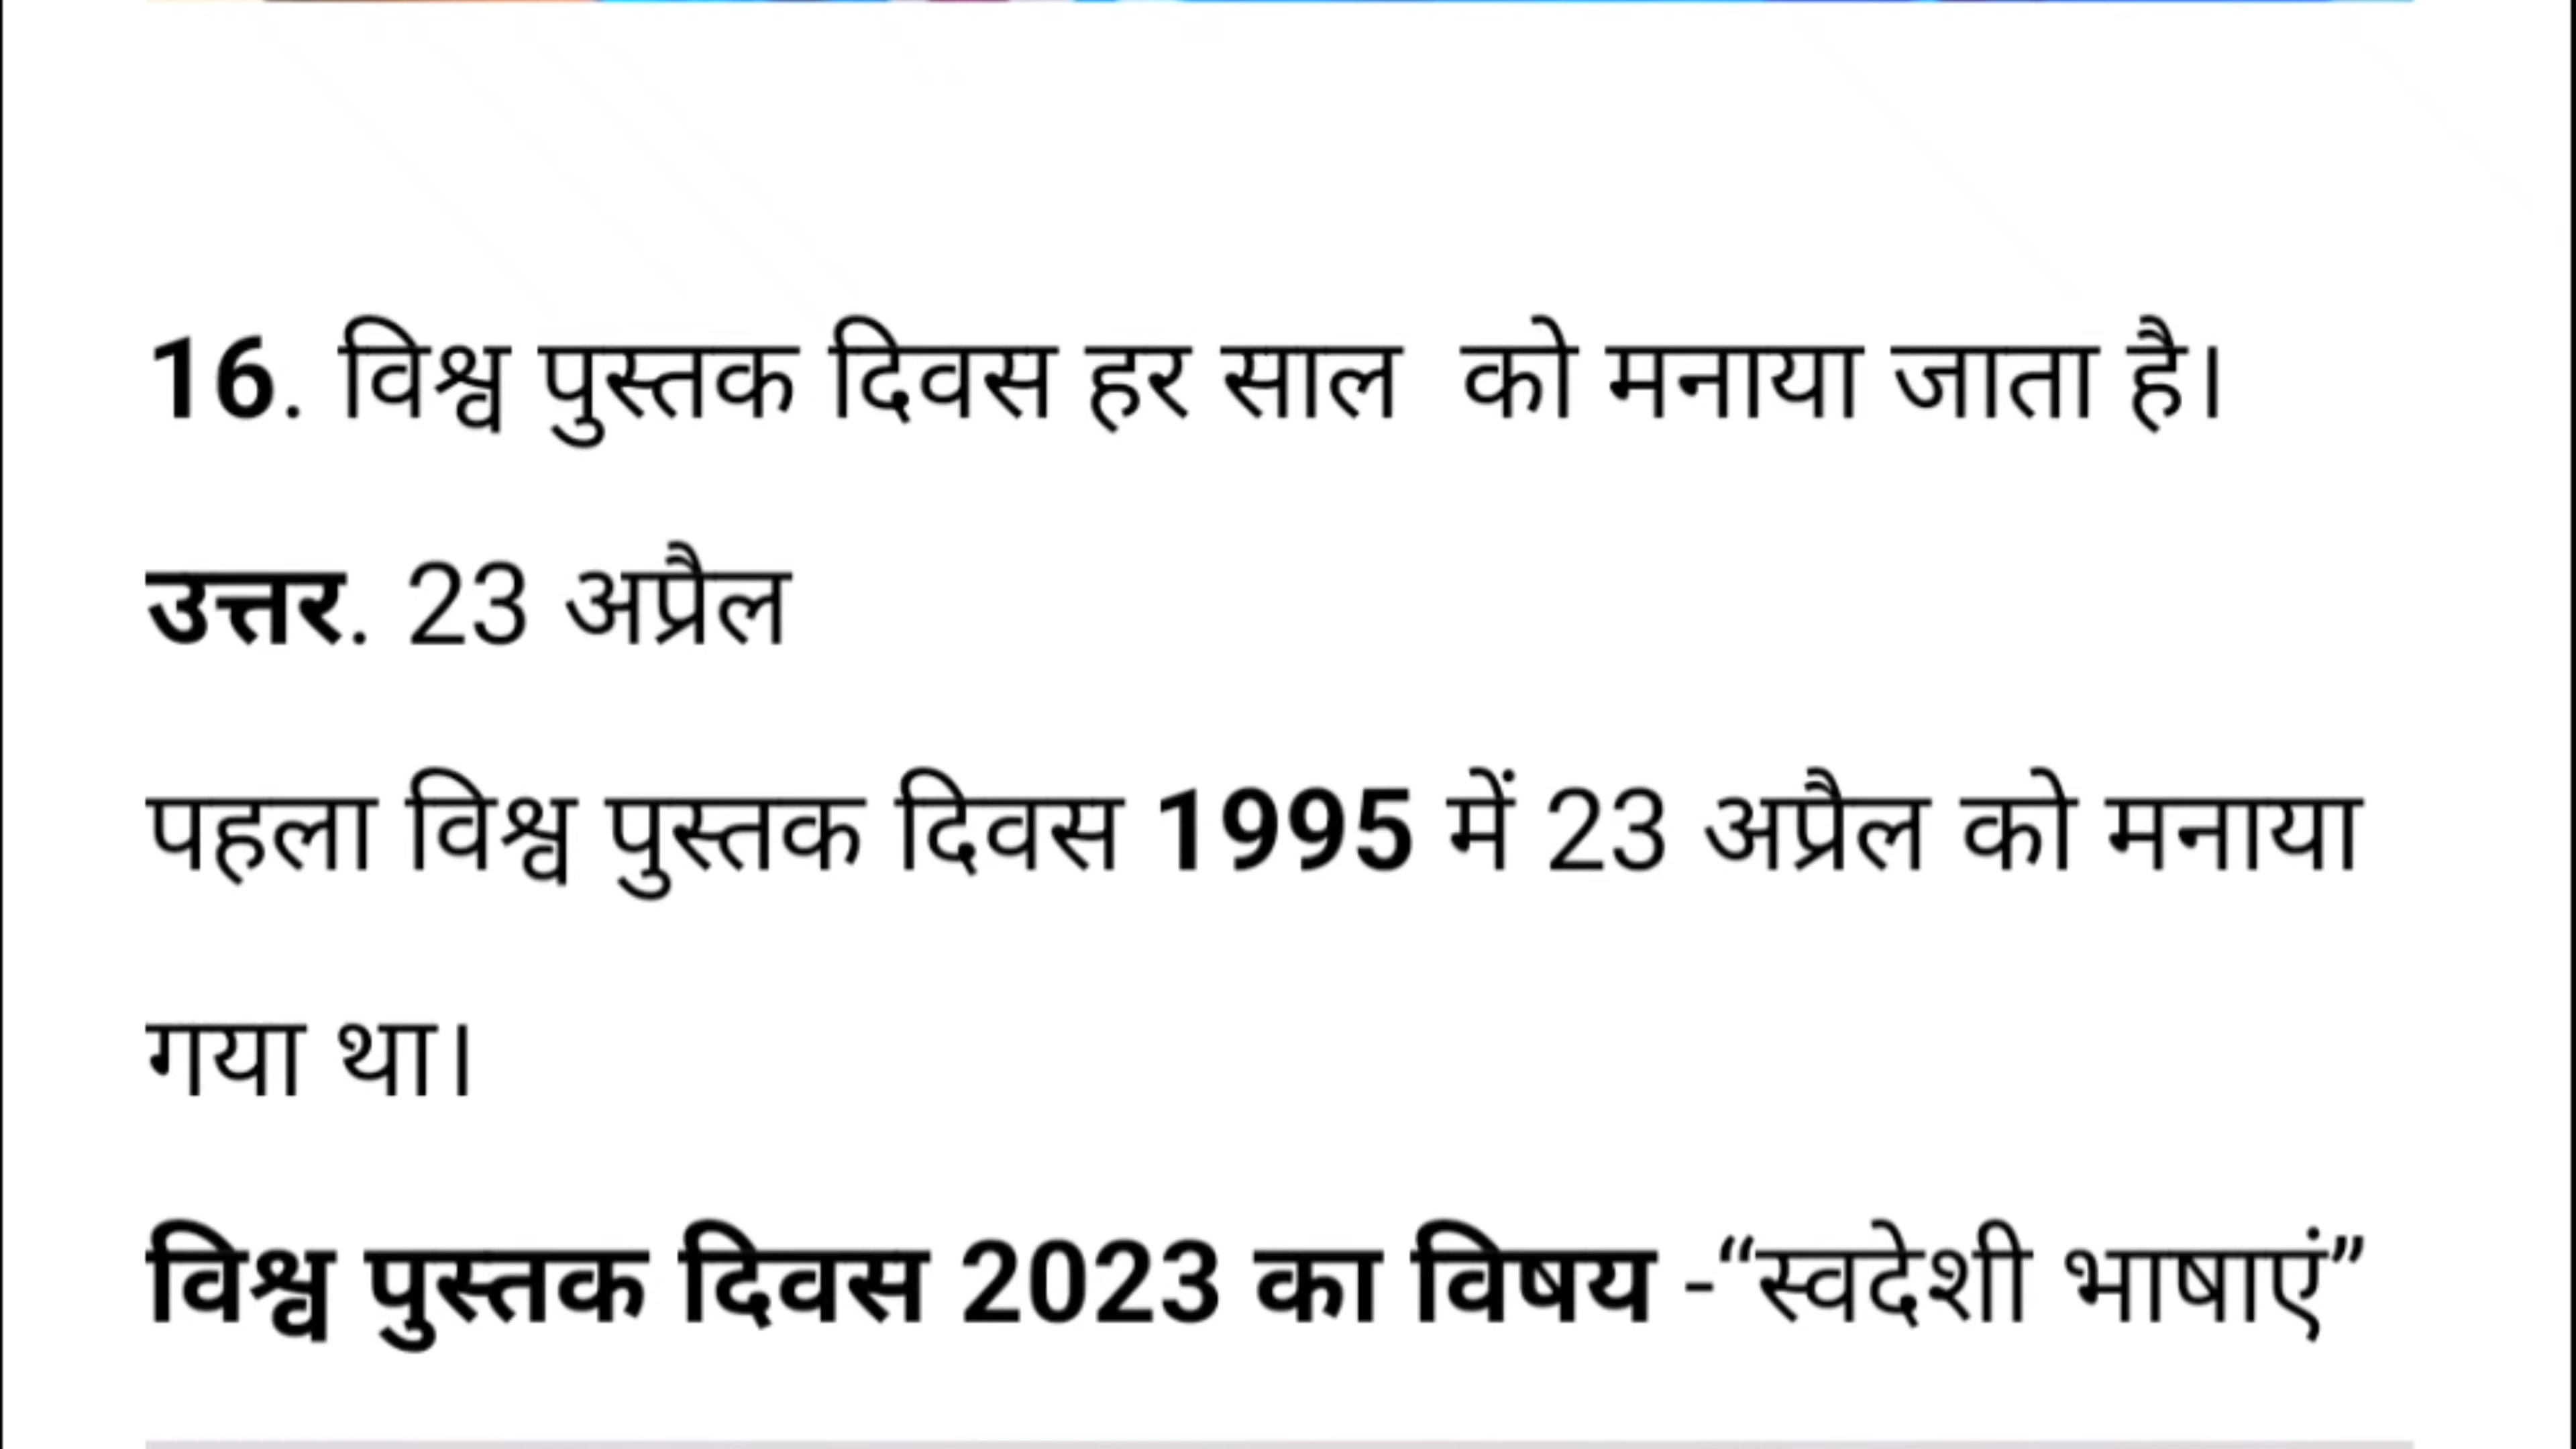 16. विश्व पुस्तक दिवस हर साल को मनाया जाता है।
उत्तर. 23 अप्रैल
पहला विश्व पुस्तक दिवस 1995 में 23 अप्रैल को मनाया
गया था।
विश्व पुस्तक दिवस 2023 का विषय -“स्वदेशी भाषाएं”